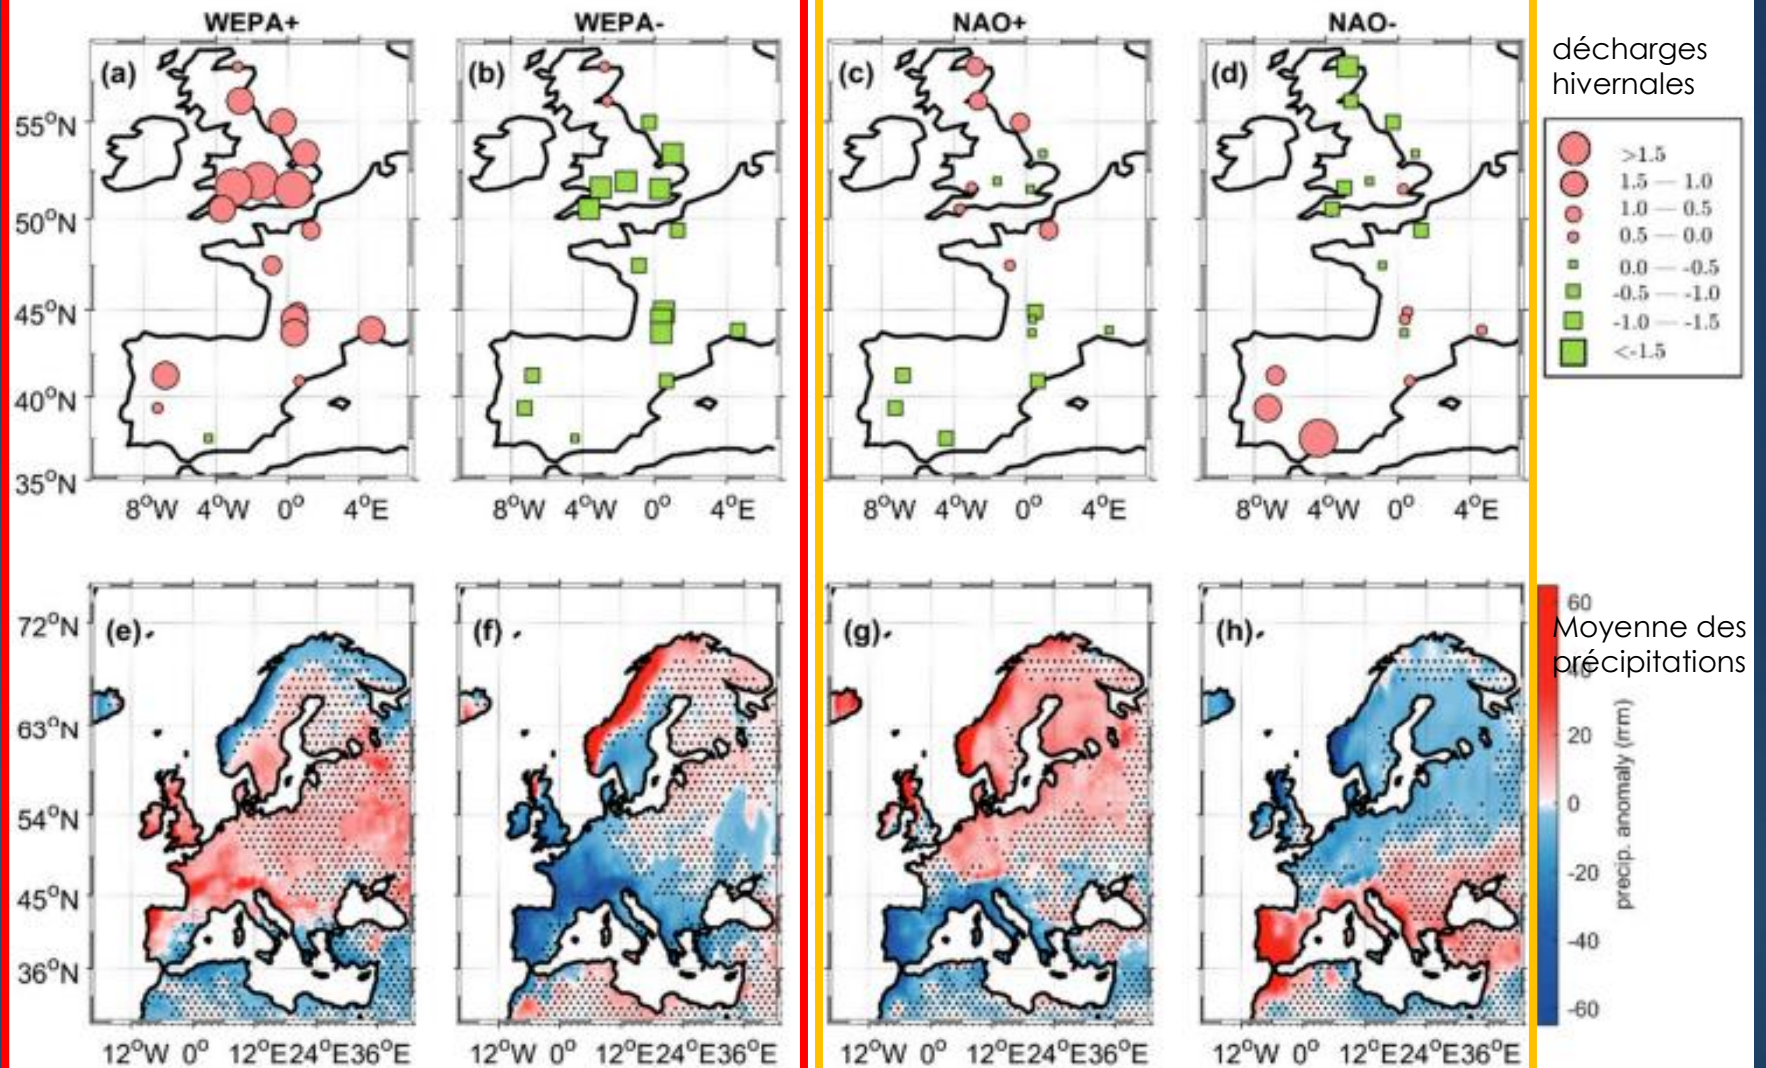 WEPA+ WEPA- NAO+ NAO-
décharges
hivernales
(a) (b) (c) (d)
>1.5
1.5 — 1.0
1.0 — 0.5
0.5 — 0.0
0.0 — -0.5
-0.5 — -1.0
-1.0 — -1.5
<-1.5
55°N
50°N
45°N
40°N
35°N
8°W 4°W 0° 4°E 8°W 4°W 0° 4°E 8°W 4°W 0° 4°E 8°W 4°W 0° 4°E
(e) (f) (g) (h)
72°N
63°N
54°N
45°N
36°N
12°W 0° 12°E24°E36°E 12°W 0° 12°E24°E36°E 12°W 0° 12°E24°E36°E 12°W 0° 12°E24°E36°E
60
Moyenne des
précipitations
40
20
0
-20
-40
-60
precip. anomaly (mm)